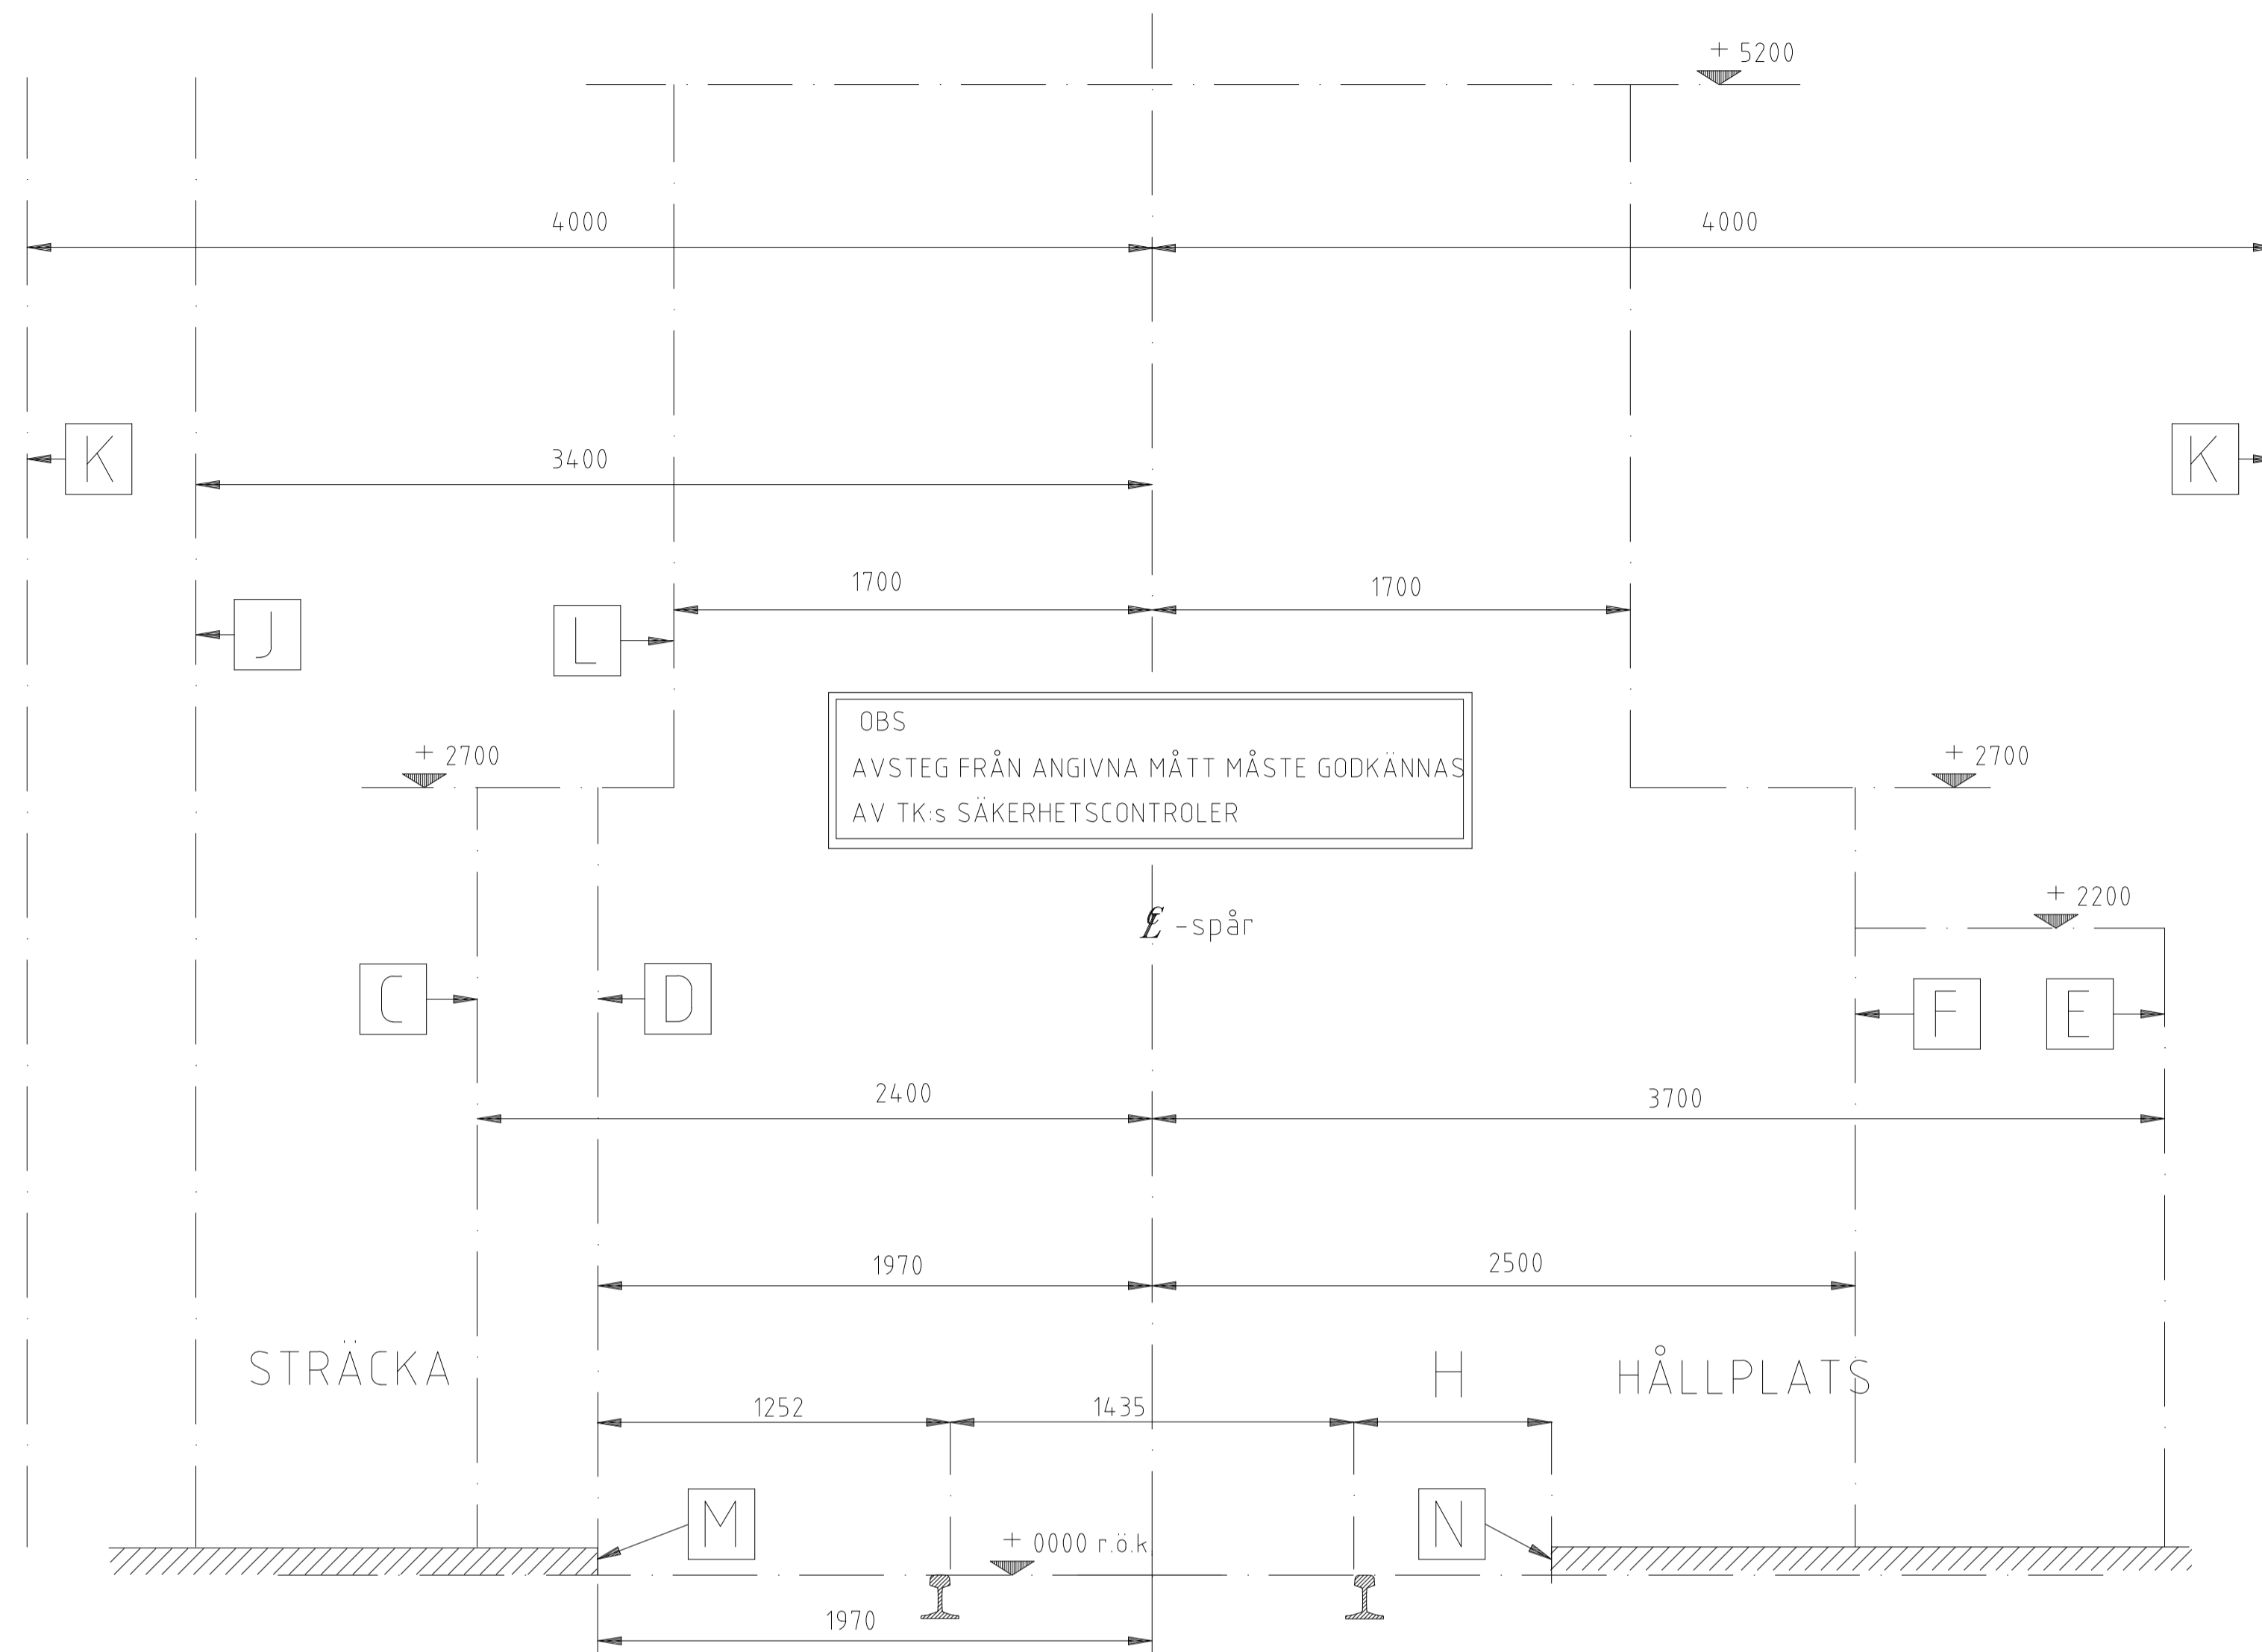 + 5200
4000
4000
K
K
3400
1700
1700
J
L
OBS
AVSTEG FRÅN ANGIVNA MÅTT MÅSTE GODKÄNNAS
AV TK:s SÄKERHETSCONTROLER
+ 2700
+ 2700
+ 2200
℄ -spår
C
D
F
E
2400
3700
1970
2500
STRÄCKA
H
HÅLLPLATS
1252
1435
M
N
+ 0000 r.ö.k
1970